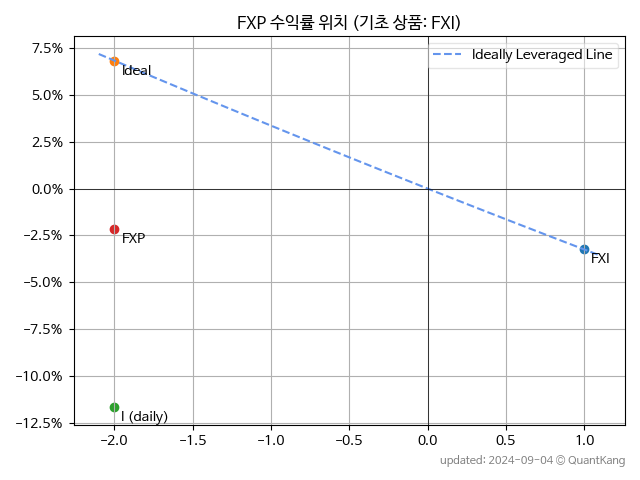 FXP 수익률 위치 (기초 상품: FXI)
Ideally Leveraged Line
7.5%
5.0%
2.5%
0.0%
−2.5%
−5.0%
−7.5%
−10.0%
−12.5%
Ideal
FXP
FXI
I (daily)
−2.0 −1.5 −1.0 −0.5 0.0 0.5 1.0
updated: 2024-09-04 © QuantKang